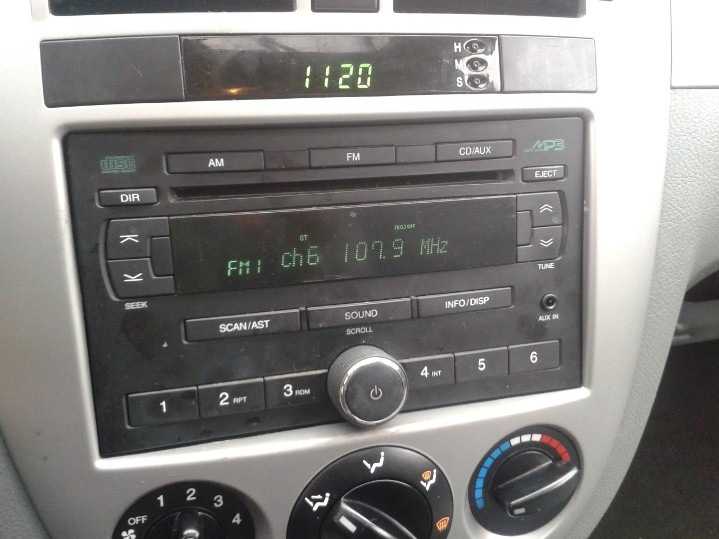 H
1120 M
S
disc AM FM CD/AUX MP3
DIR EJECT
ST
FM1 ch6 107.9 MHz
SEEK TUNE
SCAN/AST SOUND INFO/DISP
SCROLL AUX IN
1 2 RPT 3 RDM 4 INT 5 6
OFF 1 2 3 4